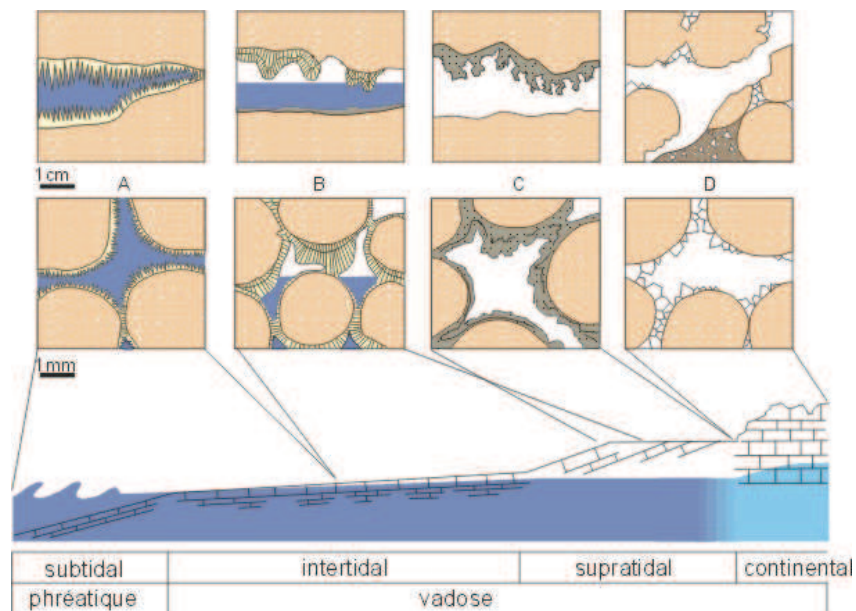 1 cm
A B C D
1 mm
subtidal intertidal supratidal continental
phréatique vadose